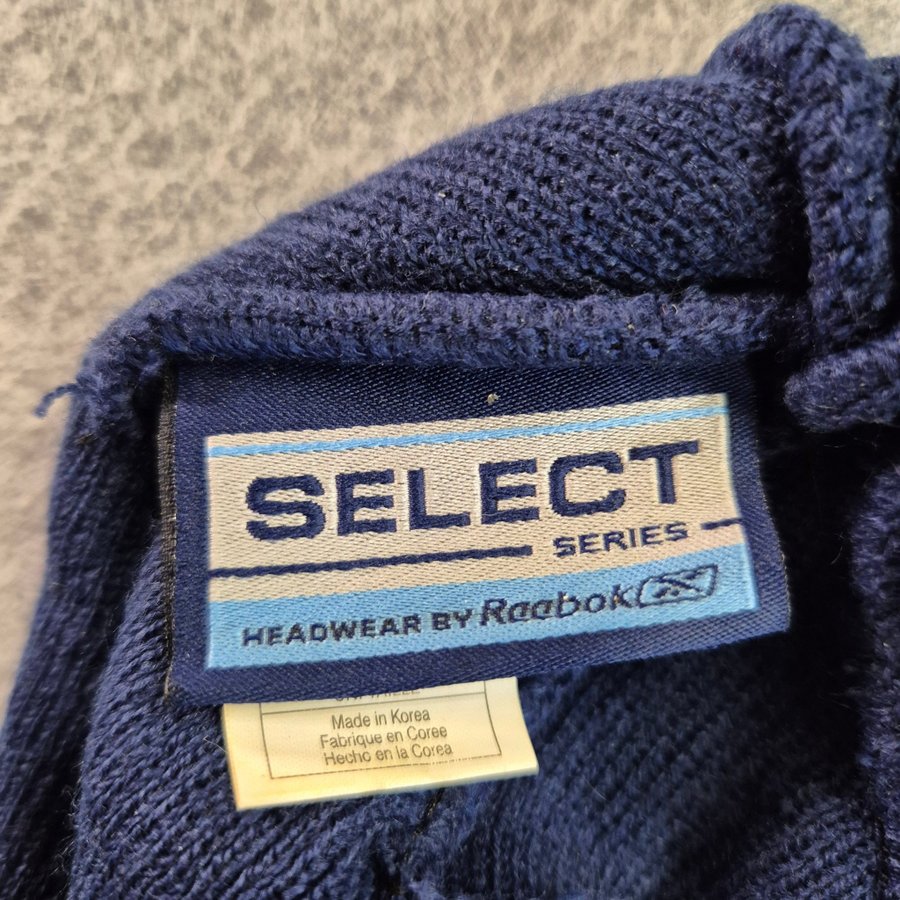 SELECT
SERIES
HEADWEAR BY Reebok
Made in Korea
Fabrique en Coree
Hecho en la Corea